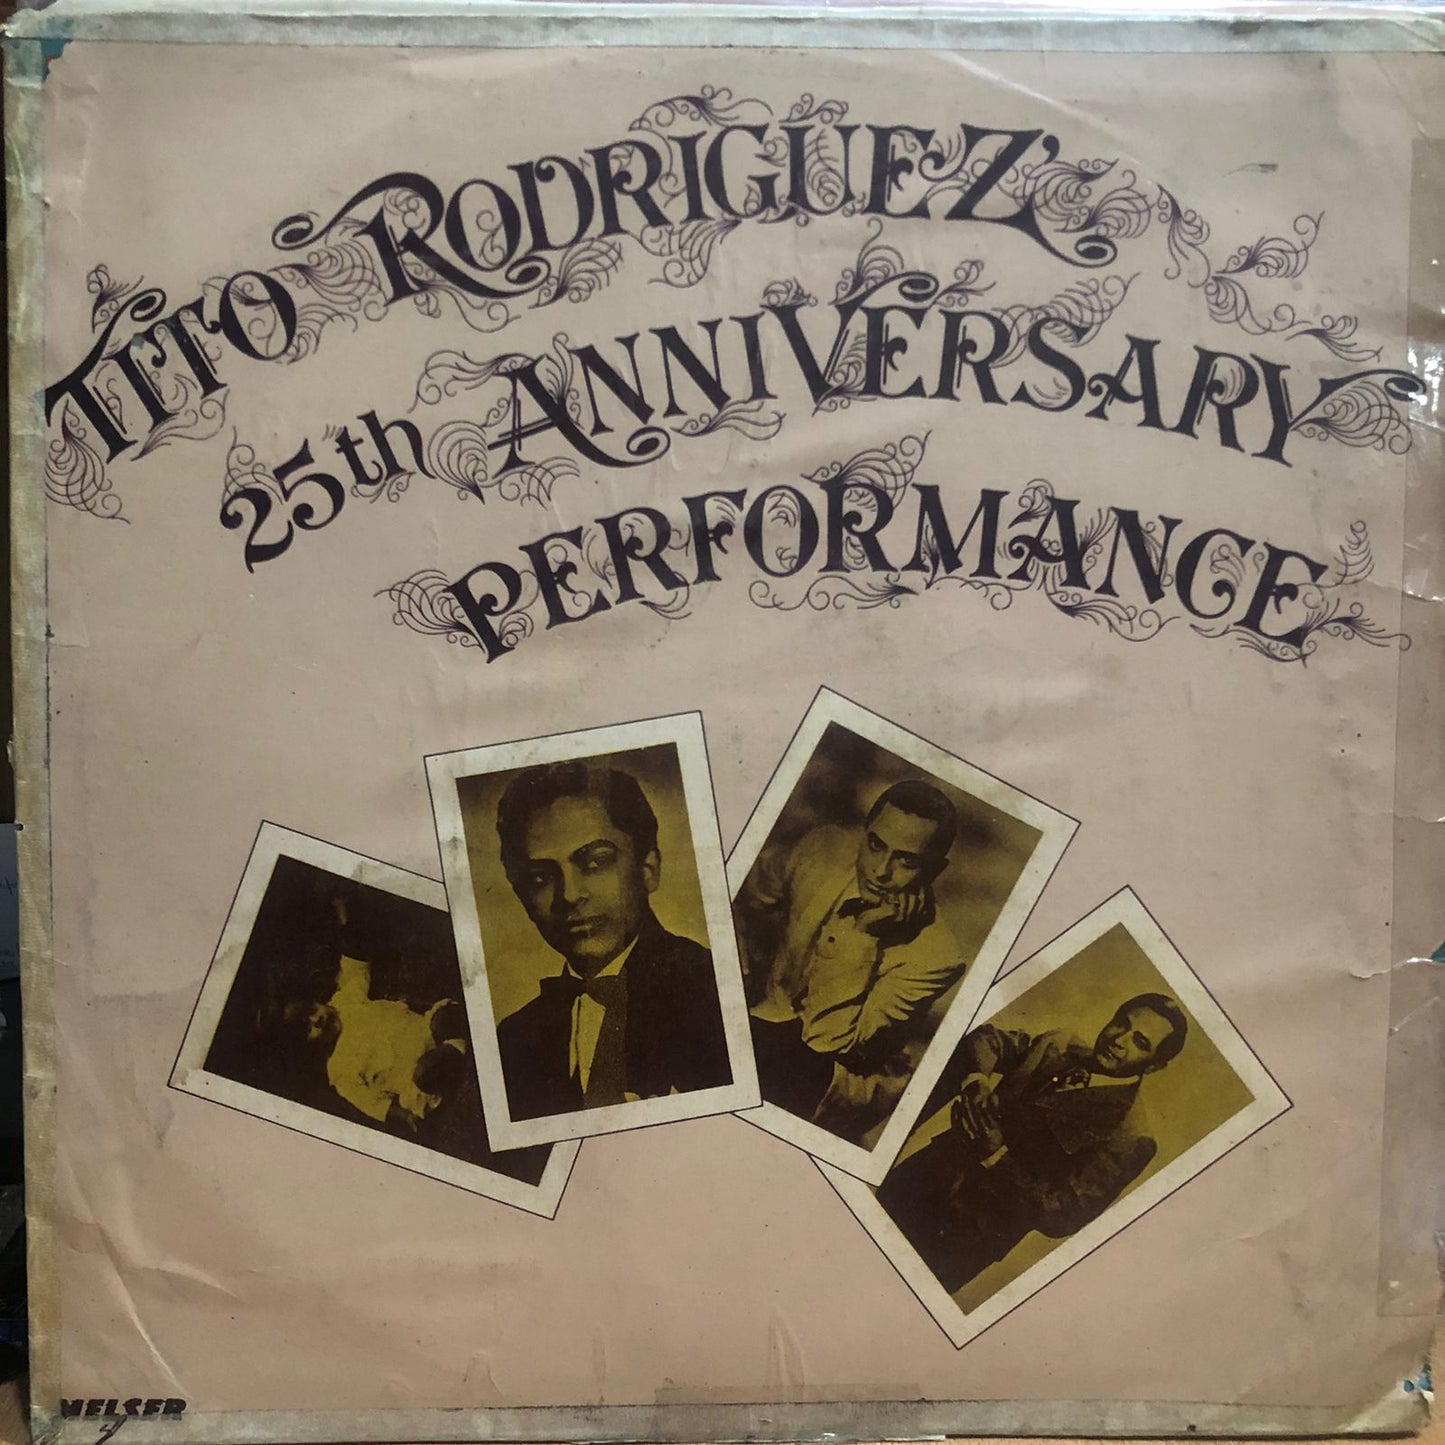 TITO RODRIGUEZ'
25th ANNIVERSARY
PERFORMANCE